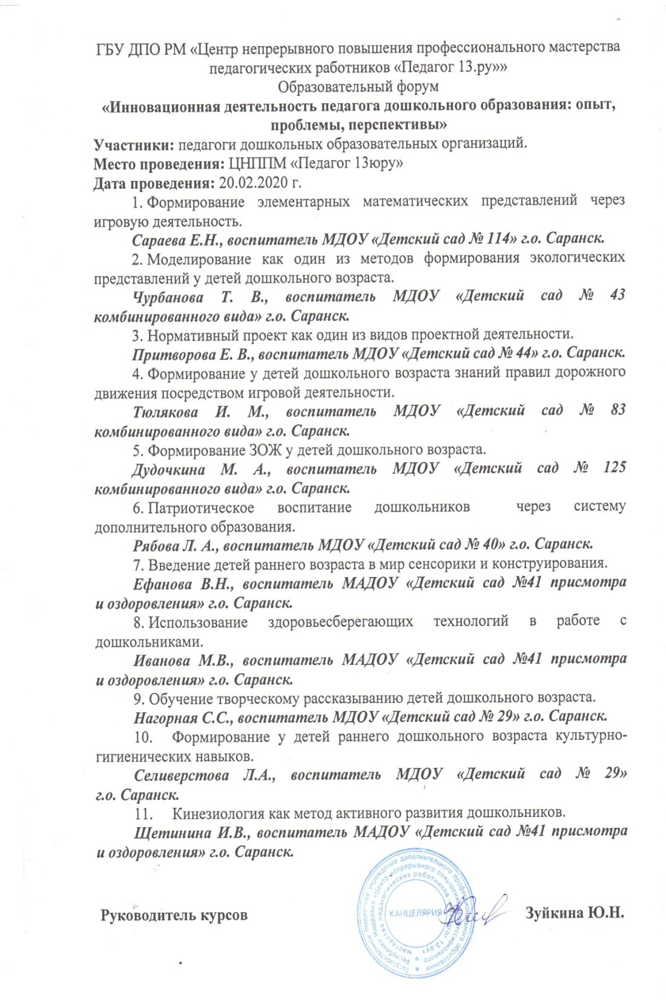 ГБУ ДПО РМ «Центр непрерывного повышения профессионального мастерства
педагогических работников «Педагог 13.ру»»
Образовательный форум
«Инновационная деятельность педагога дошкольного образования: опыт,
проблемы, перспективы»
Участники: педагоги дошкольных образовательных организаций.
Место проведения: ЦНППМ «Педагог 13юру»
Дата проведения: 20.02.2020 г.
1. Формирование элементарных математических представлений через
игровую деятельность.
Сараева Е.Н., воспитатель МДОУ «Детский сад № 114» г.о. Саранск.
2. Моделирование как один из методов формирования экологических
представлений у детей дошкольного возраста.
Чурбанова Т. В., воспитатель МДОУ «Детский сад № 43
комбинированного вида» г.о. Саранск.
3. Нормативный проект как один из видов проектной деятельности.
Притворова Е. В., воспитатель МДОУ «Детский сад № 44» г.о. Саранск.
4. Формирование у детей дошкольного возраста знаний правил дорожного
движения посредством игровой деятельности.
Тюлякова И. М., воспитатель МДОУ «Детский сад № 83
комбинированного вида» г.о. Саранск.
5. Формирование ЗОЖ у детей дошкольного возраста.
Дудочкина М. А., воспитатель МДОУ «Детский сад № 125
комбинированного вида» г.о. Саранск.
6. Патриотическое воспитание дошкольников через систему
дополнительного образования.
Рябова Л. А., воспитатель МДОУ «Детский сад № 40» г.о. Саранск.
7. Введение детей раннего возраста в мир сенсорики и конструирования.
Ефанова В.Н., воспитатель МАДОУ «Детский сад №41 присмотра
и оздоровления» г.о. Саранск.
8. Использование здоровьесберегающих технологий в работе с
дошкольниками.
Иванова М.В., воспитатель МАДОУ «Детский сад №41 присмотра
и оздоровления» г.о. Саранск.
9. Обучение творческому рассказыванию детей дошкольного возраста.
Нагорная С.С., воспитатель МДОУ «Детский сад № 29» г.о. Саранск.
10. Формирование у детей раннего дошкольного возраста культурно-
гигиенических навыков.
Селиверстова Л.А., воспитатель МДОУ «Детский сад № 29»
г.о. Саранск.
11. Кинезиология как метод активного развития дошкольников.
Щетинина И.В., воспитатель МАДОУ «Детский сад №41 присмотра
и оздоровления» г.о. Саранск.
Руководитель курсов
Зуйкина Ю.Н.
Государственное бюджетное учреждение дополнительного профессионального образования
Республики Мордовия «Центр непрерывного повышения профессионального
мастерства педагогических работников
13.ру»
КАНЦЕЛЯРИЯ